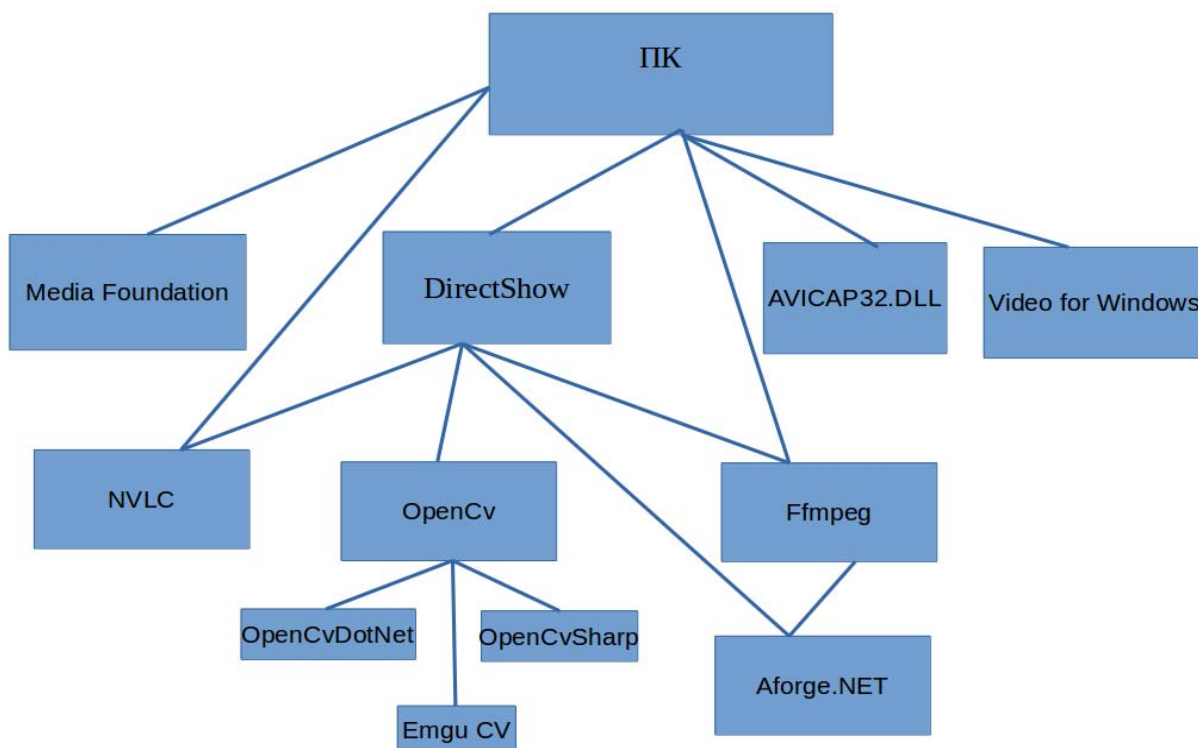 ПК
Media Foundation
DirectShow
AVICAP32.DLL
Video for Windows
NVLC
OpenCv
Ffmpeg
OpenCvDotNet
OpenCvSharp
Aforge.NET
Emgu CV